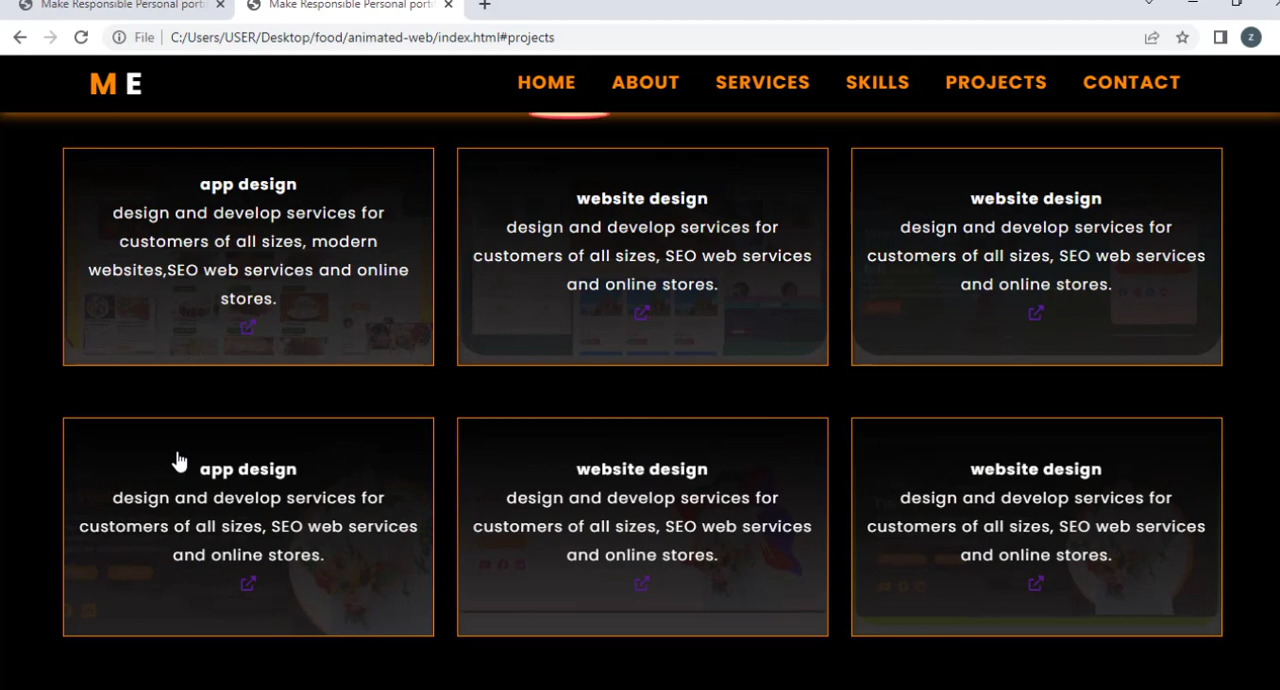 Make Responsible Personal port
Make Responsible Personal port
File
C:/Users/USER/Desktop/food/animated-web/index.html#projects
Z
M E
HOME
ABOUT
SERVICES
SKILLS
PROJECTS
CONTACT
app design
design and develop services for
customers of all sizes, modern
websites,SEO web services and online
stores.
website design
design and develop services for
customers of all sizes, SEO web services
and online stores.
website design
design and develop services for
customers of all sizes, SEO web services
and online stores.
app design
design and develop services for
customers of all sizes, SEO web services
and online stores.
website design
design and develop services for
customers of all sizes, SEO web services
and online stores.
website design
design and develop services for
customers of all sizes, SEO web services
and online stores.